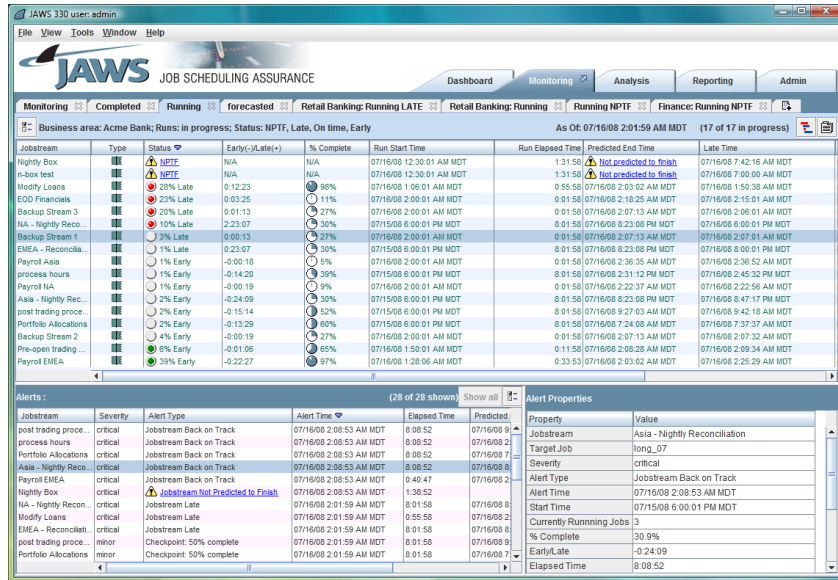 JAWS 330 user: admin
File View Tools Window Help
JAWS JOB SCHEDULING ASSURANCE
Dashboard Monitoring Analysis Reporting Admin
Monitoring Completed Running forecasted Retail Banking: Running LATE Retail Banking: Running Running NPTF Finance: Running NPTF
Business area: Acme Bank; Runs: in progress; Status: NPTF, Late, On time, Early As Of: 07/16/08 2:01:59 AM MDT (17 of 17 in progress)
Jobstream Type Status Early(-)/Late(+) % Complete Run Start Time Run Elapsed Time Predicted End Time Late Time
Nightly Box NPTF N/A N/A 07/16/08 12:30:01 AM MDT 1:31:58 Not predicted to finish 07/16/08 7:42:16 AM MDT
n-box test NPTF N/A N/A 07/16/08 12:30:01 AM MDT 1:31:58 Not predicted to finish 07/16/08 7:00:00 AM MDT
Modify Loans 28% Late 0:12:23 98% 07/16/08 1:06:01 AM MDT 0:55:58 07/16/08 2:03:02 AM MDT 07/16/08 1:50:38 AM MDT
EOD Financials 23% Late 0:03:25 11% 07/16/08 2:00:01 AM MDT 0:01:58 07/16/08 2:18:25 AM MDT 07/16/08 2:15:01 AM MDT
Backup Stream 3 20% Late 0:01:13 27% 07/16/08 2:00:01 AM MDT 0:01:58 07/16/08 2:07:13 AM MDT 07/16/08 2:06:01 AM MDT
NA - Nightly Rec... 10% Late 2:23:07 30% 07/15/08 6:00:01 PM MDT 8:01:58 07/16/08 8:23:08 PM MDT 07/16/08 6:00:01 PM MDT
Backup Stream 1 3% Late 0:00:13 27% 07/16/08 2:00:01 AM MDT 0:01:58 07/16/08 2:07:13 AM MDT 07/16/08 2:07:01 AM MDT
EMEA - Reconcilia... 1% Late 0:23:07 30% 07/15/08 6:00:01 PM MDT 8:01:58 07/16/08 8:23:08 PM MDT 07/16/08 8:00:01 PM MDT
Payroll Asia 1% Early -0:00:18 5% 07/16/08 2:00:01 AM MDT 0:01:58 07/16/08 2:36:35 AM MDT 07/16/08 2:36:52 AM MDT
process hours 1% Early -0:14:20 39% 07/15/08 6:00:01 PM MDT 8:01:58 07/16/08 2:31:12 PM MDT 07/16/08 2:45:32 PM MDT
Payroll NA 1% Early -0:00:19 9% 07/16/08 2:00:01 AM MDT 0:01:58 07/16/08 2:22:37 AM MDT 07/16/08 2:22:56 AM MDT
Asia - Nightly Rec... 2% Early -0:24:09 30% 07/15/08 6:00:01 PM MDT 8:01:58 07/16/08 8:23:08 PM MDT 07/16/08 8:47:17 PM MDT
post trading proce... 2% Early -0:15:14 52% 07/15/08 6:00:01 PM MDT 8:01:58 07/16/08 9:27:03 AM MDT 07/16/08 9:42:18 AM MDT
Portfolio Allocations 2% Early -0:13:29 60% 07/15/08 6:00:01 PM MDT 8:01:58 07/16/08 7:24:08 AM MDT 07/16/08 7:37:37 AM MDT
Backup Stream 2 4% Early -0:00:19 27% 07/16/08 2:00:01 AM MDT 0:01:58 07/16/08 2:07:13 AM MDT 07/16/08 2:07:32 AM MDT
Pre-open trading ... 6% Early -0:01:06 65% 07/16/08 1:50:01 AM MDT 0:11:58 07/16/08 2:08:28 AM MDT 07/16/08 2:09:34 AM MDT
Payroll EMEA 39% Early -0:22:27 97% 07/16/08 1:28:06 AM MDT 0:33:53 07/16/08 2:03:02 AM MDT 07/16/08 2:25:29 AM MDT
Alerts : (28 of 28 shown) Show all
Jobstream Severity Alert Type Alert Time Elapsed Time Predicted
post trading proce... critical Jobstream Back on Track 07/16/08 2:08:53 AM MDT 8:08:52 07/16/08 9:
process hours critical Jobstream Back on Track 07/16/08 2:08:53 AM MDT 8:08:52 07/16/08 2:
Portfolio Allocations critical Jobstream Back on Track 07/16/08 2:08:53 AM MDT 8:08:52 07/16/08 7:
Asia - Nightly Reco... critical Jobstream Back on Track 07/16/08 2:08:53 AM MDT 8:08:52 07/16/08 8:
Payroll EMEA critical Jobstream Back on Track 07/16/08 2:08:53 AM MDT 0:40:47 07/16/08 2:
Nightly Box critical Jobstream Not Predicted to Finish 07/16/08 2:08:53 AM MDT 1:38:52
NA - Nightly Recon... critical Jobstream Late 07/16/08 2:01:59 AM MDT 8:01:58 07/16/08 8:
Modify Loans critical Jobstream Late 07/16/08 2:01:59 AM MDT 0:55:58 07/16/08 2:
EMEA - Reconciliati... critical Jobstream Late 07/16/08 2:01:59 AM MDT 8:01:58 07/16/08 8:
post trading proce... minor Checkpoint: 50% complete 07/16/08 2:01:59 AM MDT 8:01:58 07/16/08 9:
Portfolio Allocations minor Checkpoint: 50% complete 07/16/08 2:01:59 AM MDT 8:01:58 07/16/08 7:
Alert Properties
Property Value
Jobstream Asia - Nightly Reconciliation
Target Job long_07
Severity critical
Alert Type Jobstream Back on Track
Alert Time 07/16/08 2:08:53 AM MDT
Start Time 07/15/08 6:00:01 PM MDT
Currently Runnning Jobs 3
% Complete 30.9%
Early/Late -0:24:09
Elapsed Time 8:08:52